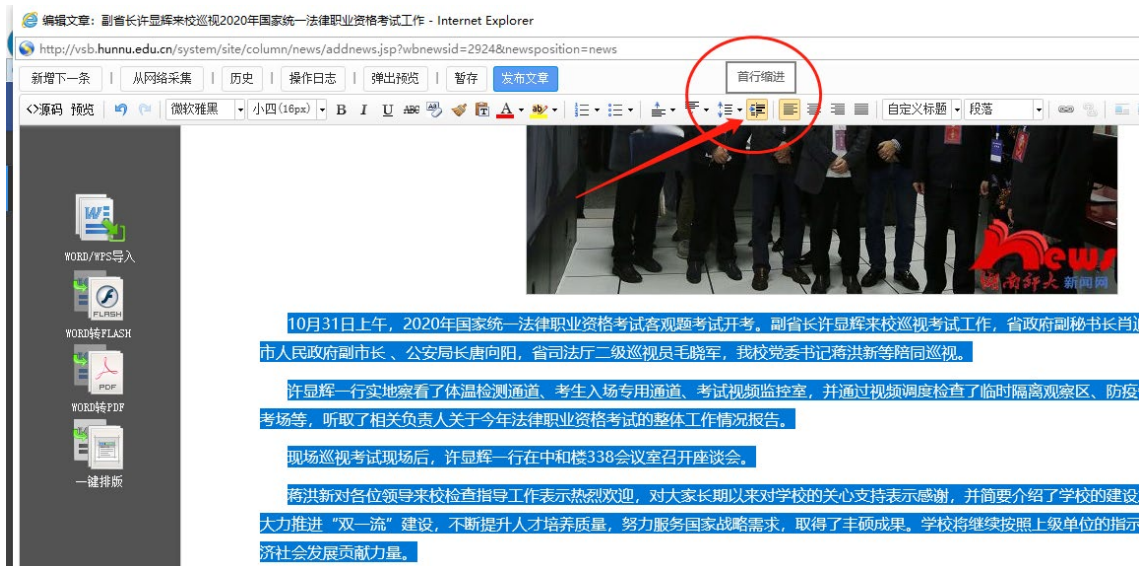 编辑文章：副省长许显辉来校巡视2020年国家统一法律职业资格考试工作 - Internet Explorer
http://vsb.hunnu.edu.cn/system/site/column/news/addnews.jsp?wbnewsid=2924&newsposition=news
新增下一条 | 从网络采集 | 历史 | 操作日志 | 弹出预览 | 暂存 发布文章
首行缩进
<>源码 预览 微软雅黑 小四(16px) B I U ABC A ab 自定义标题 段落
W
WORD/WPS导入
FLASH
WORD转FLASH
PDF
WORD转PDF
一键排版
News
湖南师大 新闻网
10月31日上午，2020年国家统一法律职业资格考试客观题考试开考。副省长许显辉来校巡视考试工作，省政府副秘书长肖
市人民政府副市长 、公安局长唐向阳，省司法厅二级巡视员毛晓军，我校党委书记蒋洪新等陪同巡视。
许显辉一行实地察看了体温检测通道、考生入场专用通道、考试视频监控室，并通过视频调度检查了临时隔离观察区、防疫
考场等，听取了相关负责人关于今年法律职业资格考试的整体工作情况报告。
现场巡视考试现场后，许显辉一行在中和楼338会议室召开座谈会。
蒋洪新对各位领导来校检查指导工作表示热烈欢迎，对大家长期以来对学校的关心支持表示感谢，并简要介绍了学校的建设
大力推进“双一流”建设，不断提升人才培养质量，努力服务国家战略需求，取得了丰硕成果。学校将继续按照上级单位的指示
济社会发展贡献力量。